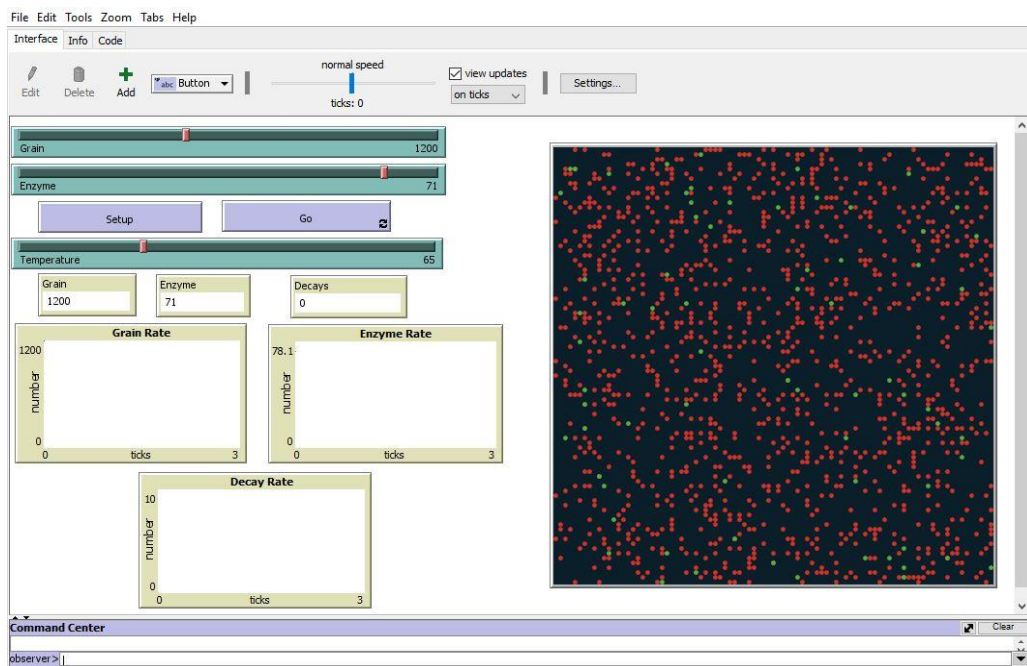 File Edit Tools Zoom Tabs Help
Interface Info Code
Edit Delete Add abc Button normal speed ticks: 0 view updates on ticks Settings...
Grain 1200
Enzyme 71
Setup Go
Temperature 65
Grain Enzyme Decays
1200 71 0
Grain Rate
1200
number
0
0 ticks 3
Enzyme Rate
78.1
number
0
0 ticks 3
Decay Rate
10
number
0
0 ticks 3
Command Center Clear
observer>